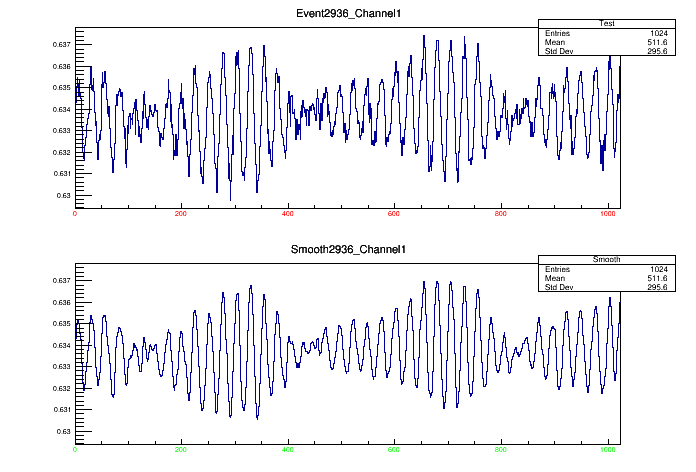 Event2936_Channel1
Test
Entries 1024
Mean 511.6
Std Dev 295.6
0.637
0.636
0.635
0.634
0.633
0.632
0.631
0.63
0 200 400 600 800 1000
Smooth2936_Channel1
Smooth
Entries 1024
Mean 511.6
Std Dev 295.6
0.637
0.636
0.635
0.634
0.633
0.632
0.631
0.63
0 200 400 600 800 1000